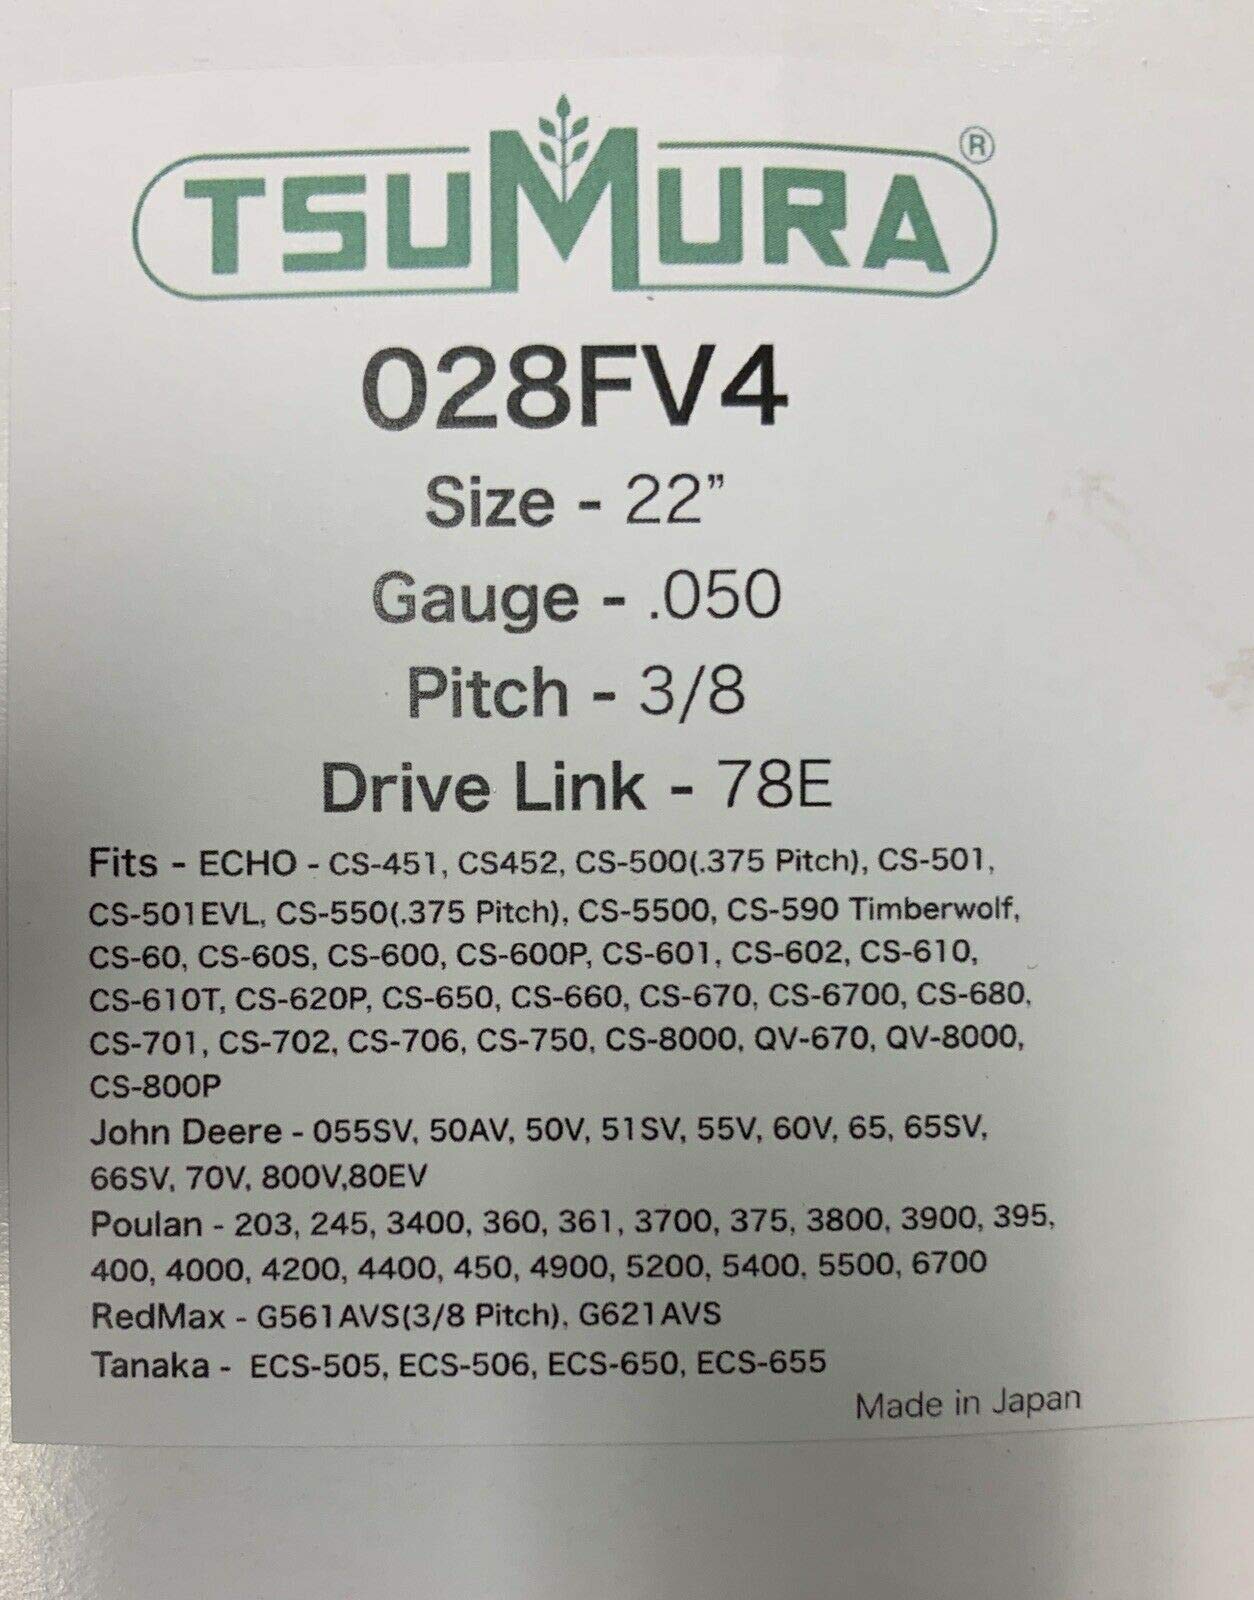 TSUMURA®
028FV4
Size - 22”
Gauge - .050
Pitch - 3/8
Drive Link - 78E
Fits - ECHO - CS-451, CS452, CS-500(.375 Pitch), CS-501,
CS-501EVL, CS-550(.375 Pitch), CS-5500, CS-590 Timberwolf,
CS-60, CS-60S, CS-600, CS-600P, CS-601, CS-602, CS-610,
CS-610T, CS-620P, CS-650, CS-660, CS-670, CS-6700, CS-680,
CS-701, CS-702, CS-706, CS-750, CS-8000, QV-670, QV-8000,
CS-800P
John Deere - 055SV, 50AV, 50V, 51SV, 55V, 60V, 65, 65SV,
66SV, 70V, 800V,80EV
Poulan - 203, 245, 3400, 360, 361, 3700, 375, 3800, 3900, 395,
400, 4000, 4200, 4400, 450, 4900, 5200, 5400, 5500, 6700
RedMax - G561AVS(3/8 Pitch), G621AVS
Tanaka - ECS-505, ECS-506, ECS-650, ECS-655
Made in Japan